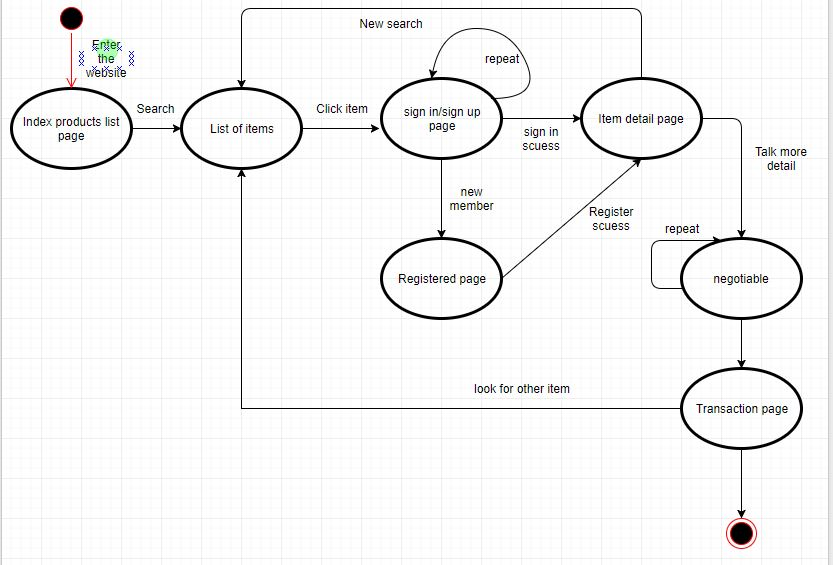 New search
Enter
the
website
repeat
Search
Click item
Index products list
page
List of items
sign in/sign up
page
sign in
scuess
Item detail page
Talk more
detail
new
member
Register
scuess
repeat
Registered page
negotiable
look for other item
Transaction page